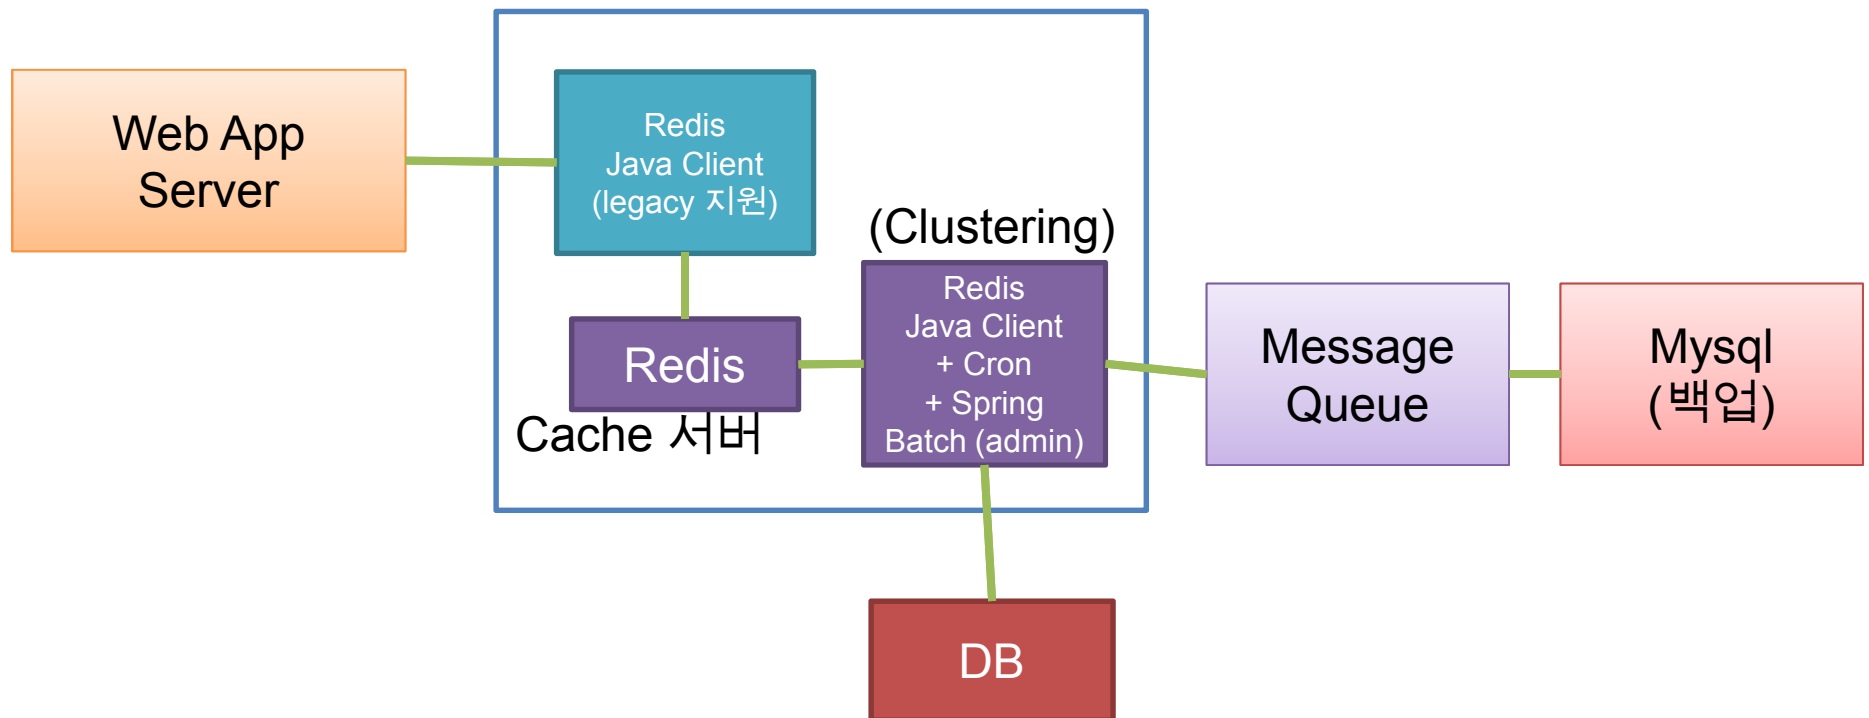 Web App
Server
Redis
Java Client
(legacy 지원)
(Clustering)
Redis
Cache 서버
Redis
Java Client
+ Cron
+ Spring
Batch (admin)
Message
Queue
Mysql
(백업)
DB